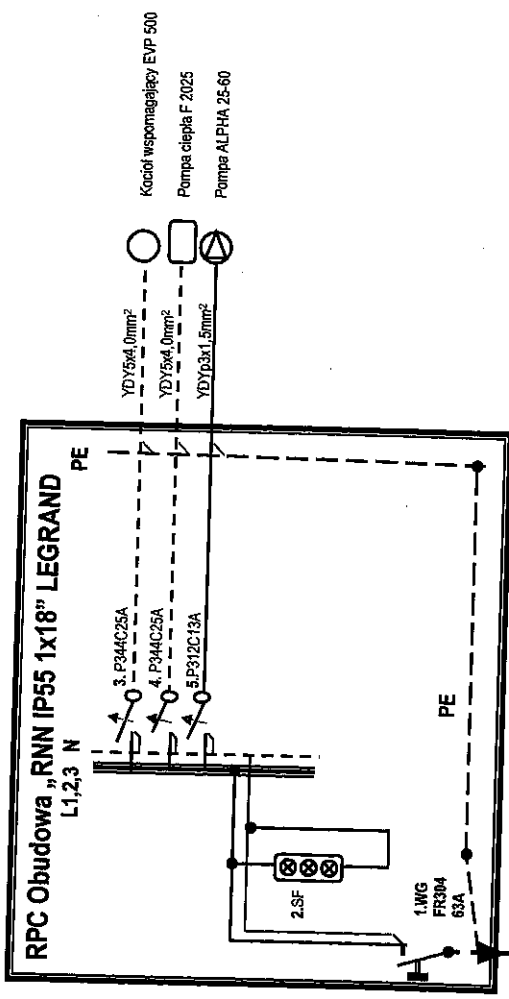 RPC Obudowa „RNN IP55 1x18” LEGRAND
L1,2,3 N
PE
3. P344C25A
YDY5x4,0mm²
Kocioł wspomagający EVP 500
4. P344C25A
YDY5x4,0mm²
Pompa ciepła F 2025
5.P312C13A
YDYp3x1,5mm²
Pompa ALPHA 25-60
2.SF
PE
1.WG
FR304
63A